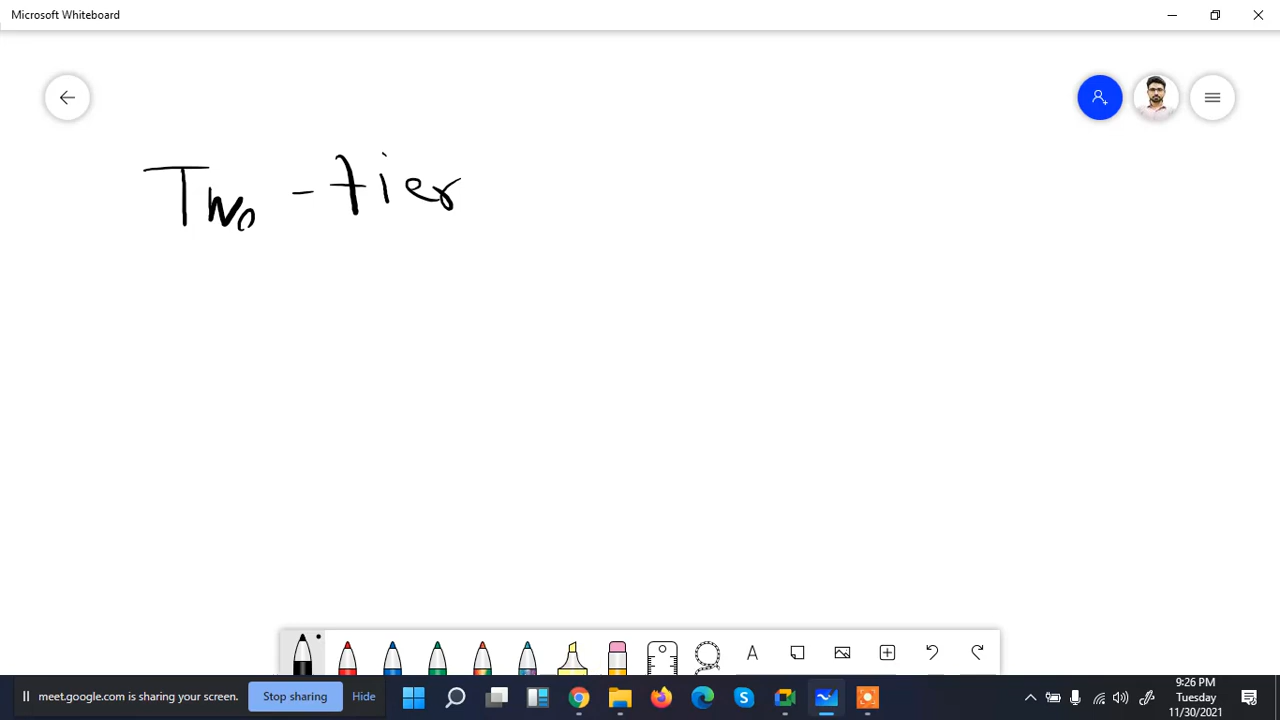 Microsoft Whiteboard
Two - tier
A
meet.google.com is sharing your screen.
Stop sharing
Hide
9:26 PM
Tuesday
11/30/2021